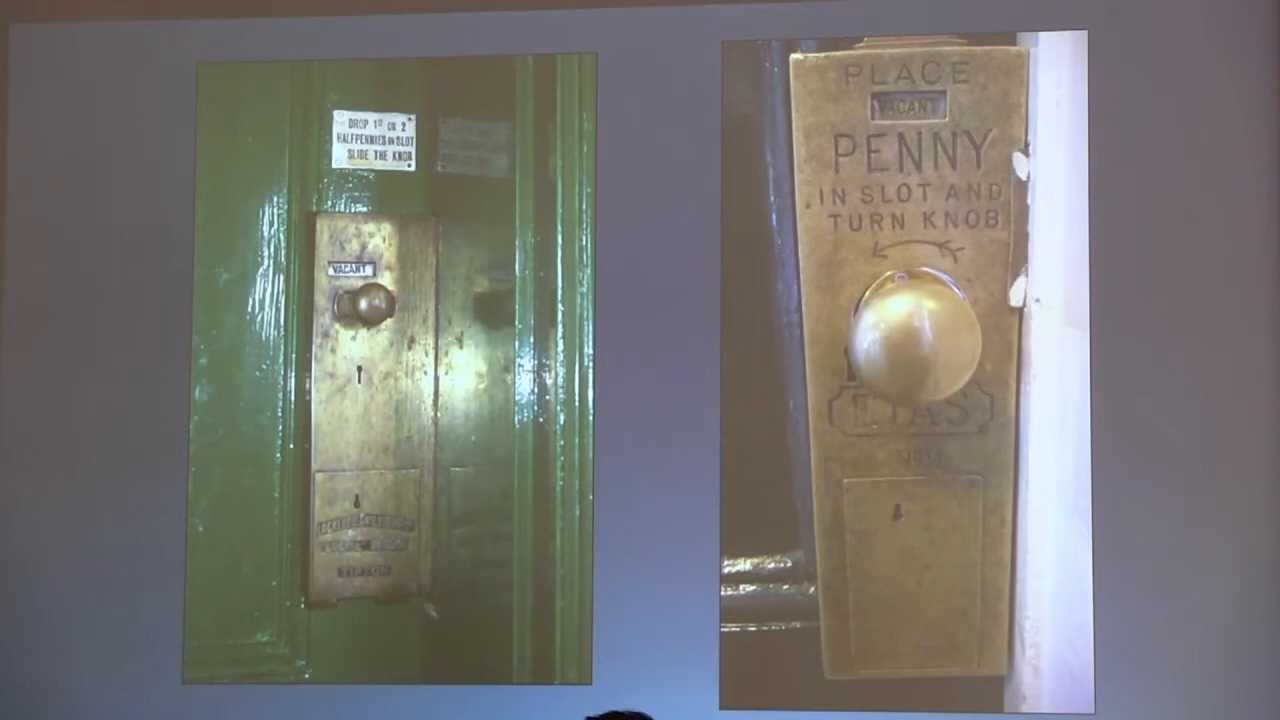 DROP 1D OR 2
HALFPENNIES IN SLOT
SLIDE THE KNOB
VACANT
TIPTON
PLACE
VACANT
PENNY
IN SLOT AND
TURN KNOB